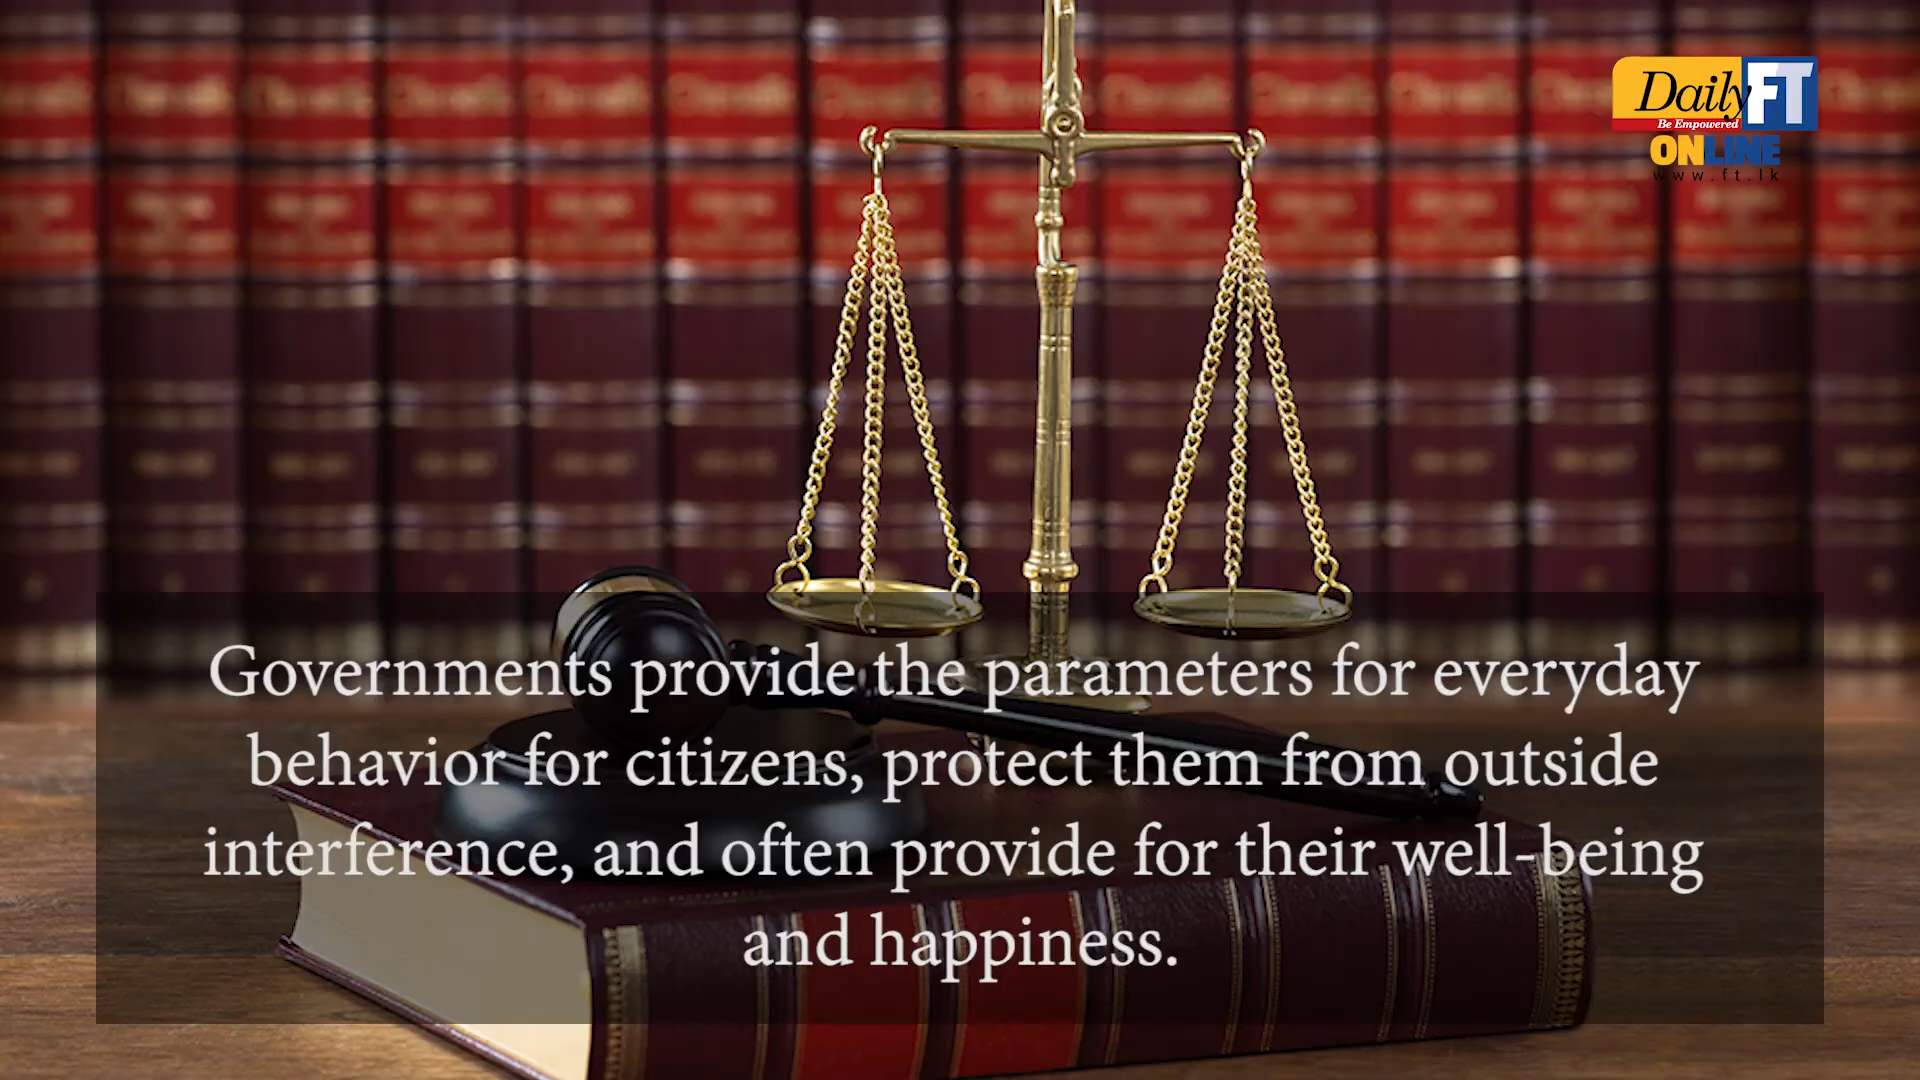 Daily FT
Be Empowered
ONLINE
www.ft.lk
Governments provide the parameters for everyday
behavior for citizens, protect them from outside
interference, and often provide for their well-being
and happiness.